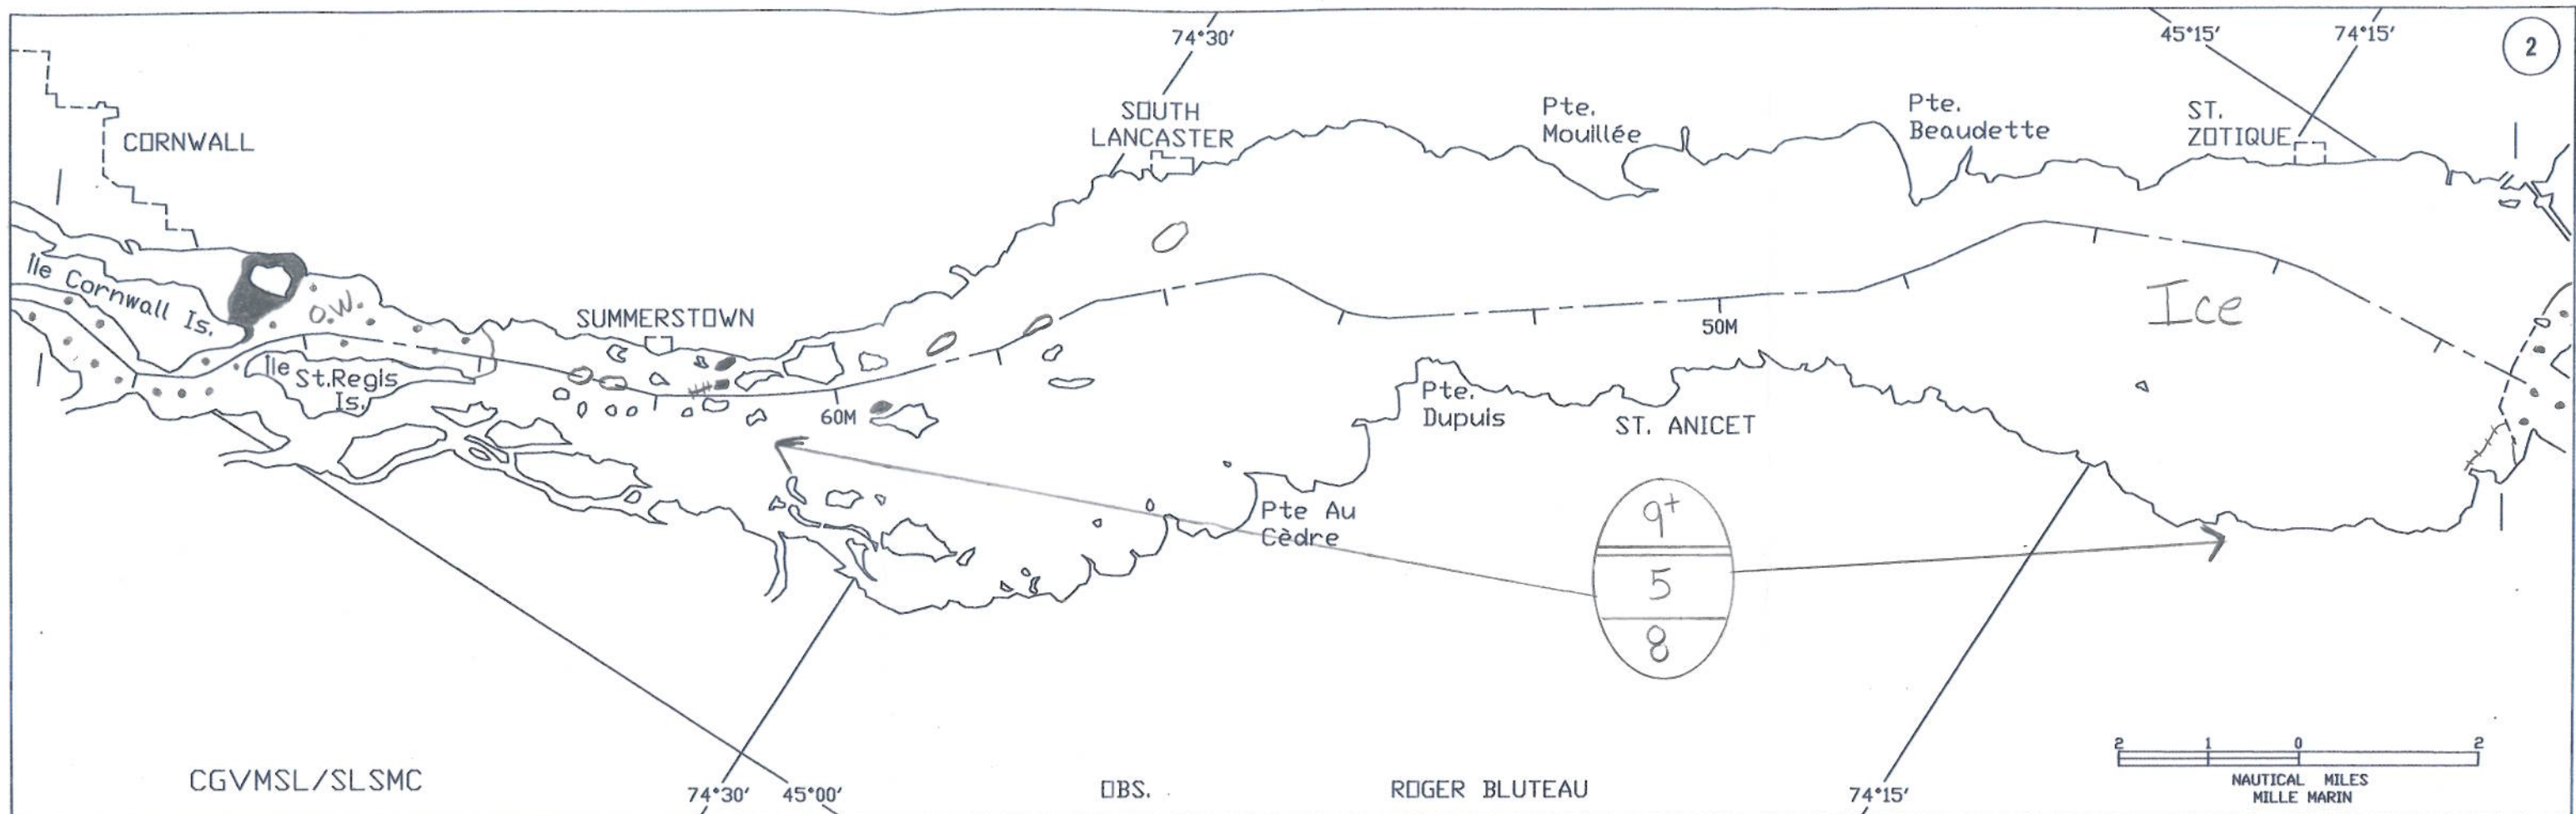 74°30′
45°15′
74°15′
2
CORNWALL
SOUTH
LANCASTER
Pte.
Mouillée
Pte.
Beaudette
ST.
ZOTIQUE
Île Cornwall Is.
O.W.
SUMMERSTOWN
Île St.Regis
Is.
60M
50M
Ice
Pte.
Dupuis
ST. ANICET
Pte Au
Cèdre
9+
5
8
CGVMSL/SLSMC
74°30′
45°00′
OBS.
ROGER BLUTEAU
74°15′
2 1 0 2
NAUTICAL MILES
MILLE MARIN